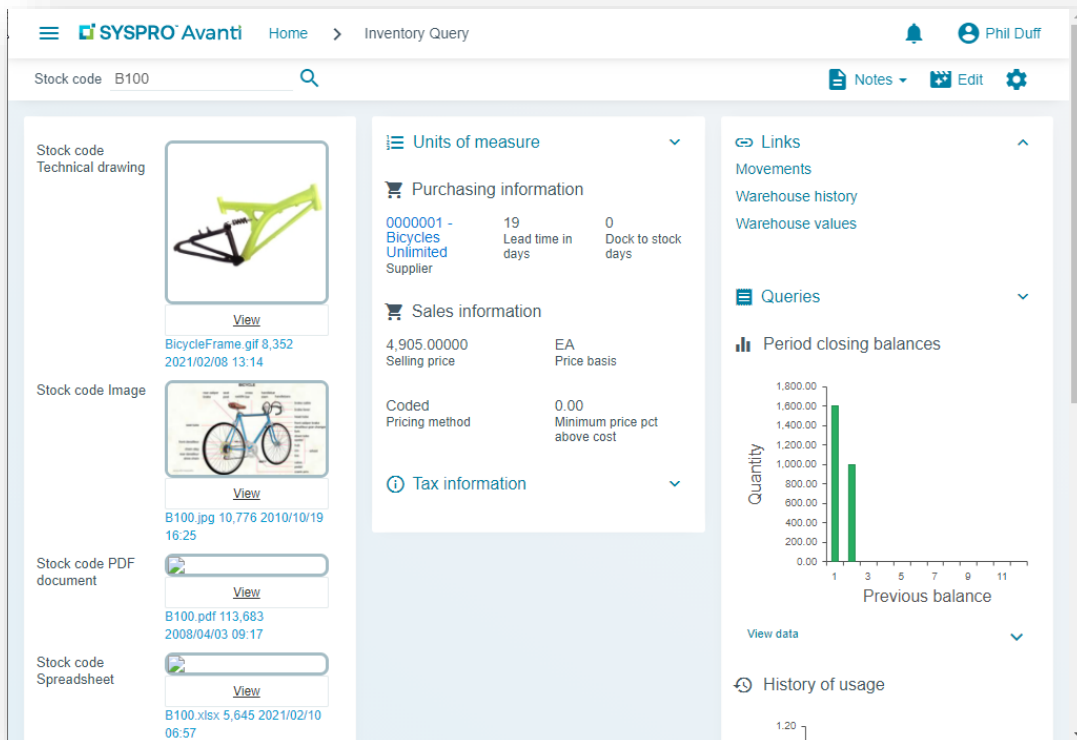 SYSPRO Avanti
Home > Inventory Query
Phil Duff
Stock code B100
Notes
Edit
Stock code
Technical drawing
View
BicycleFrame.gif 8,352
2021/02/08 13:14
Stock code Image
BICYCLE
View
B100.jpg 10,776 2010/10/19
16:25
Stock code PDF
document
View
B100.pdf 113,683
2008/04/03 09:17
Stock code
Spreadsheet
View
B100.xlsx 5,645 2021/02/10
06:57
Units of measure
Purchasing information
0000001 -
Bicycles
Unlimited
Supplier
19
Lead time in
days
0
Dock to stock
days
Sales information
4,905.00000
Selling price
EA
Price basis
Coded
Pricing method
0.00
Minimum price pct
above cost
Tax information
Links
Movements
Warehouse history
Warehouse values
Queries
Period closing balances
Quantity
1,800.00
1,600.00
1,400.00
1,200.00
1,000.00
800.00
600.00
400.00
200.00
0.00
1 3 5 7 9 11
Previous balance
View data
History of usage
1.20